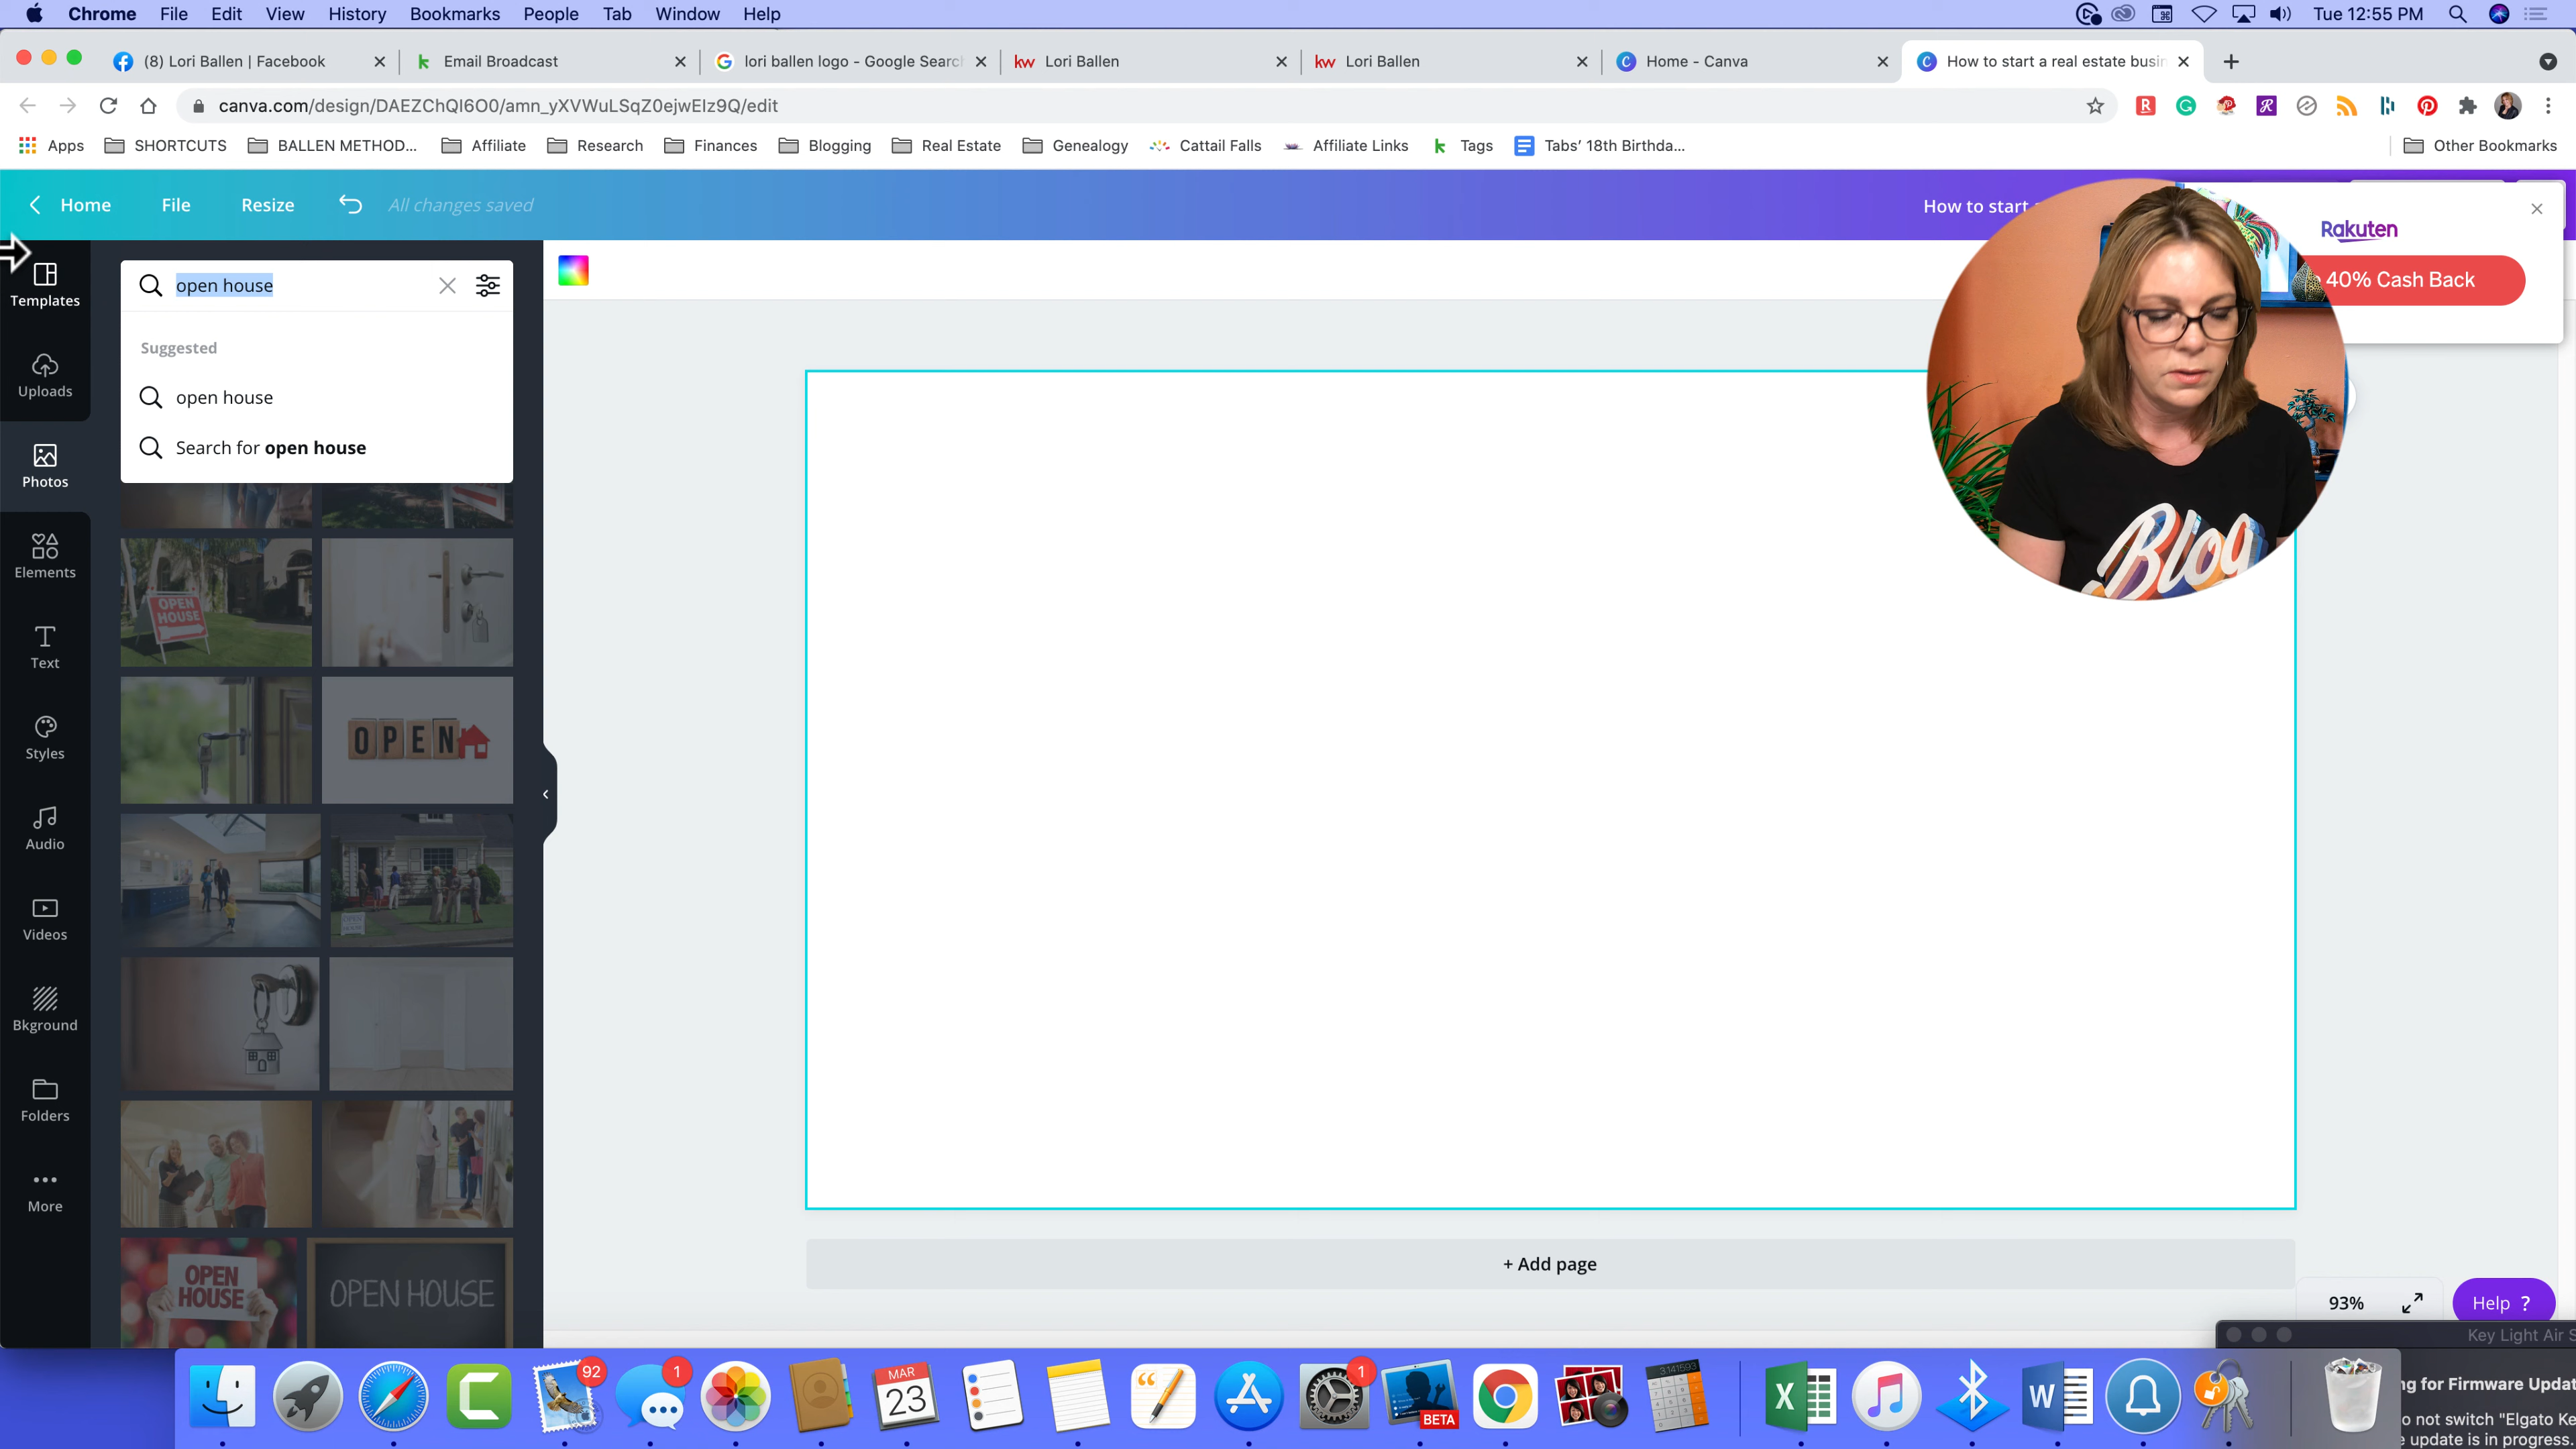 Chrome File Edit View History Bookmarks People Tab Window Help Tue 12:55 PM
(8) Lori Ballen | Facebook Email Broadcast lori ballen logo - Google Searc kw Lori Ballen kw Lori Ballen Home - Canva How to start a real estate busin
canva.com/design/DAEZChQI6O0/amn_yXVWuLSqZ0ejwEIz9Q/edit
Apps SHORTCUTS BALLEN METHOD... Affiliate Research Finances Blogging Real Estate Genealogy Cattail Falls Affiliate Links Tags Tabs' 18th Birthda... Other Bookmarks
Home File Resize All changes saved How to start
Rakuten
40% Cash Back
Templates
open house
Suggested
open house
Search for open house
Uploads
Photos
Elements
Text
Styles
Audio
Videos
Bkground
Folders
More
OPEN
HOUSE
OPEN
OPEN
HOUSE
OPEN HOUSE
Blog
+ Add page
93% Help ?
Key Light Air S
92 1 MAR 23 1 BETA 3.141593
ng for Firmware Updat
o not switch "Elgato Ke
e update is in progress.